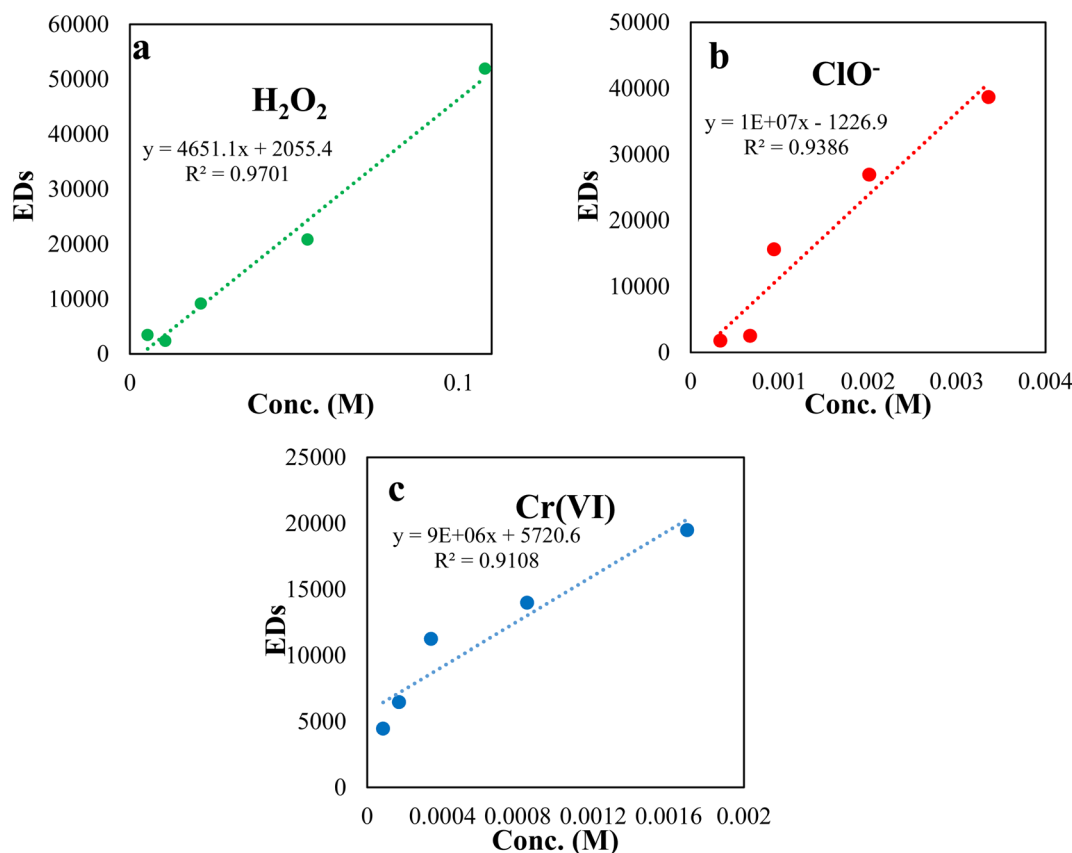 a
H₂O₂
y = 4651.1x + 2055.4
R² = 0.9701
EDs
60000
50000
40000
30000
20000
10000
0
0 0.1
Conc. (M)
b
ClO⁻
y = 1E+07x - 1226.9
R² = 0.9386
EDs
50000
40000
30000
20000
10000
0
0 0.001 0.002 0.003 0.004
Conc. (M)
c
Cr(VI)
y = 9E+06x + 5720.6
R² = 0.9108
EDs
25000
20000
15000
10000
5000
0
0 0.0004 0.0008 0.0012 0.0016 0.002
Conc. (M)